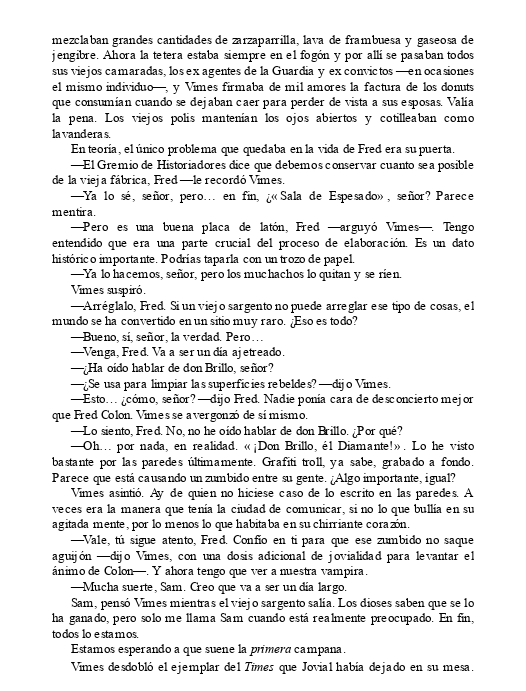 mezclaban grandes cantidades de zarzaparrilla, lava de frambuesa y gaseosa de
jengibre. Ahora la tetera estaba siempre en el fogón y por allí se pasaban todos
sus viejos camaradas, los ex agentes de la Guardia y ex convictos —en ocasiones
el mismo individuo—, y Vimes firmaba de mil amores la factura de los donuts
que consumían cuando se dejaban caer para perder de vista a sus esposas. Valía
la pena. Los viejos polis mantenían los ojos abiertos y cotilleaban como
lavanderas.
En teoría, el único problema que quedaba en la vida de Fred era su puerta.
—El Gremio de Historiadores dice que debemos conservar cuanto sea posible
de la vieja fábrica, Fred —le recordó Vimes.
—Ya lo sé, señor, pero… en fin, ¿«Sala de Espesado», señor? Parece
mentira.
—Pero es una buena placa de latón, Fred —arguyó Vimes—. Tengo
entendido que era una parte crucial del proceso de elaboración. Es un dato
histórico importante. Podrías taparla con un trozo de papel.
—Ya lo hacemos, señor, pero los muchachos lo quitan y se ríen.
Vimes suspiró.
—Arréglalo, Fred. Si un viejo sargento no puede arreglar ese tipo de cosas, el
mundo se ha convertido en un sitio muy raro. ¿Eso es todo?
—Bueno, sí, señor, la verdad. Pero…
—Venga, Fred. Va a ser un día ajetreado.
—¿Ha oído hablar de don Brillo, señor?
—¿Se usa para limpiar las superficies rebeldes? —dijo Vimes.
—Esto… ¿cómo, señor? —dijo Fred. Nadie ponía cara de desconcierto mejor
que Fred Colon. Vimes se avergonzó de sí mismo.
—Lo siento, Fred. No, no he oído hablar de don Brillo. ¿Por qué?
—Oh… por nada, en realidad. «¡Don Brillo, él Diamante!». Lo he visto
bastante por las paredes últimamente. Grafiti troll, ya sabe, grabado a fondo.
Parece que está causando un zumbido entre su gente. ¿Algo importante, igual?
Vimes asintió. Ay de quien no hiciese caso de lo escrito en las paredes. A
veces era la manera que tenía la ciudad de comunicar, si no lo que bullía en su
agitada mente, por lo menos lo que habitaba en su chirriante corazón.
—Vale, tú sigue atento, Fred. Confío en ti para que ese zumbido no saque
aguijón —dijo Vimes, con una dosis adicional de jovialidad para levantar el
ánimo de Colon—. Y ahora tengo que ver a nuestra vampira.
—Mucha suerte, Sam. Creo que va a ser un día largo.
Sam, pensó Vimes mientras el viejo sargento salía. Los dioses saben que se lo
ha ganado, pero solo me llama Sam cuando está realmente preocupado. En fin,
todos lo estamos.
Estamos esperando a que suene la primera campana.
Vimes desdobló el ejemplar del Times que Jovial había dejado en su mesa.